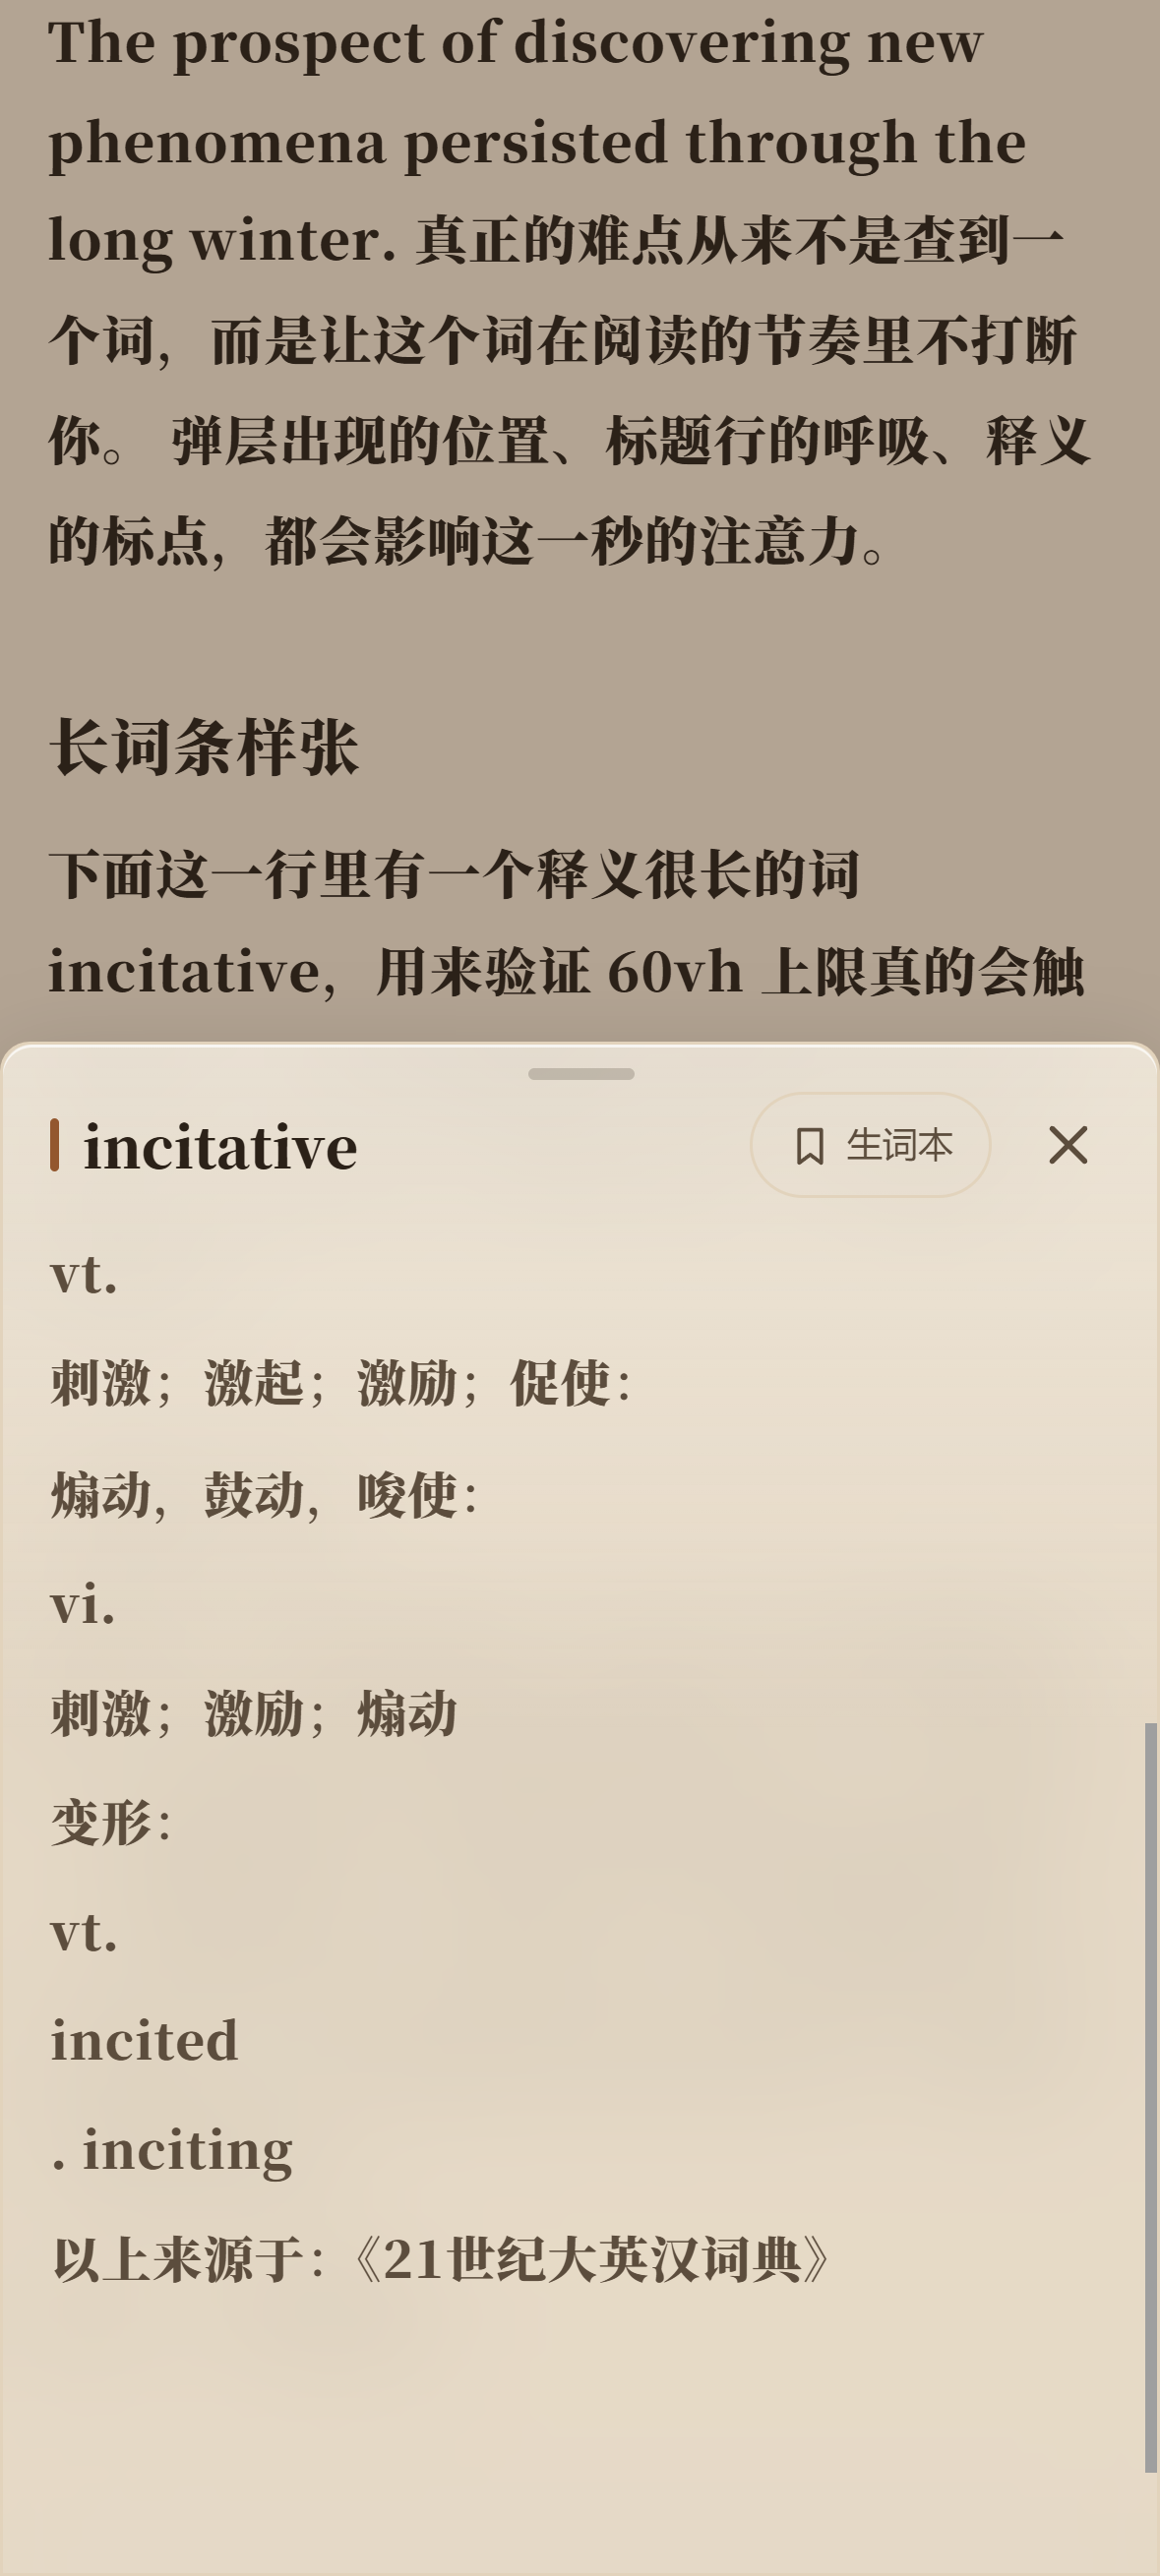 The prospect of discovering new
phenomena persisted through the
long winter. 真正的难点从来不是查到一
个词，而是让这个词在阅读的节奏里不打断
你。 弹层出现的位置、标题行的呼吸、释义
的标点，都会影响这一秒的注意力。
长词条样张
下面这一行里有一个释义很长的词
incitative，用来验证 60vh 上限真的会触
incitative
生词本
vt.
刺激；激起；激励；促使：
煽动，鼓动，唆使：
vi.
刺激；激励；煽动
变形：
vt.
incited
. inciting
以上来源于：《21世纪大英汉词典》